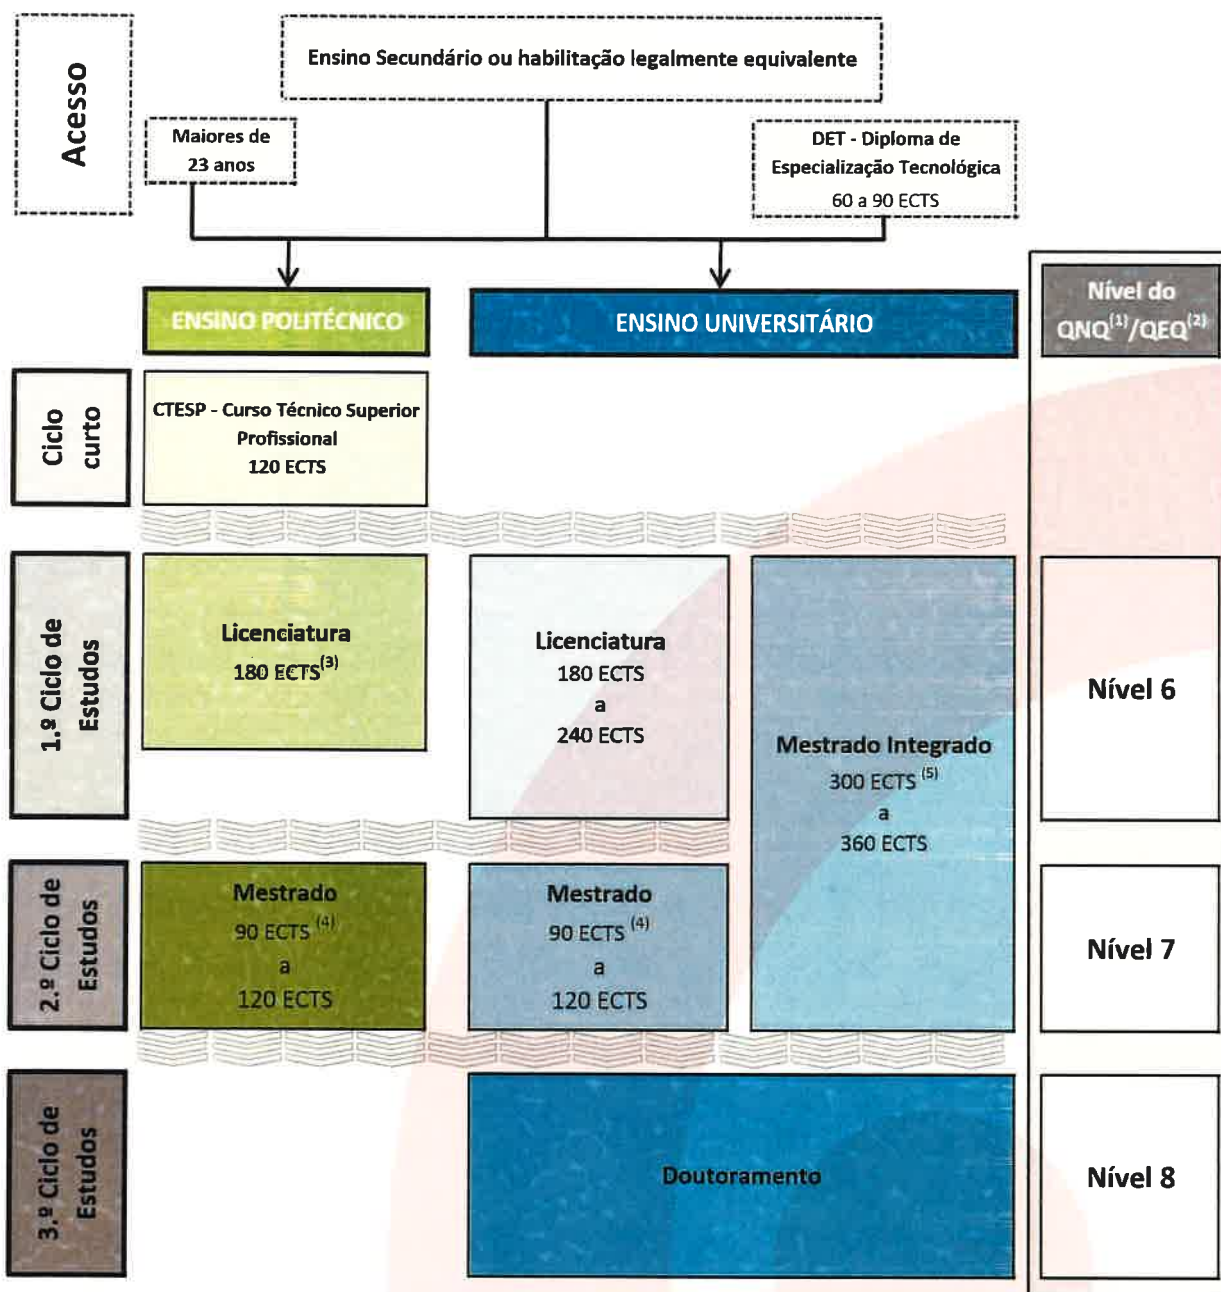 Acesso
Ensino Secundário ou habilitação legalmente equivalente
Maiores de
23 anos
DET - Diploma de
Especialização Tecnológica
60 a 90 ECTS
ENSINO POLITÉCNICO
ENSINO UNIVERSITÁRIO
Nível do
QNQ(1)/QEQ(2)
Ciclo
curto
CTESP - Curso Técnico Superior
Profissional
120 ECTS
1.º Ciclo de
Estudos
Licenciatura
180 ECTS(3)
Licenciatura
180 ECTS
a
240 ECTS
Mestrado Integrado
300 ECTS (5)
a
360 ECTS
Nível 6
2.º Ciclo de
Estudos
Mestrado
90 ECTS (4)
a
120 ECTS
Mestrado
90 ECTS (4)
a
120 ECTS
Nível 7
3.º Ciclo de
Estudos
Doutoramento
Nível 8